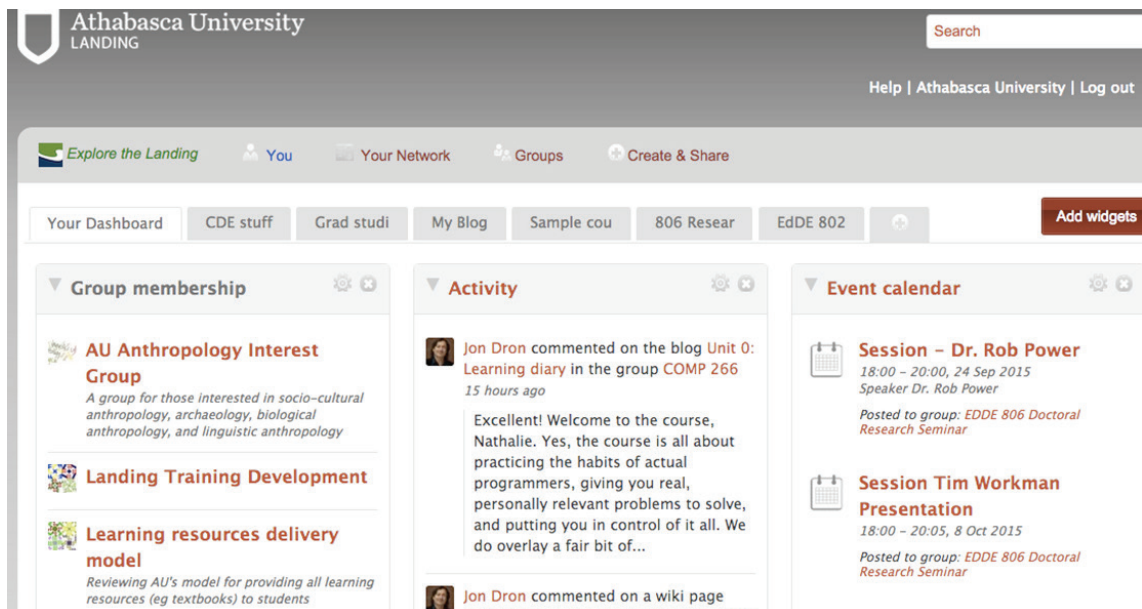 Athabasca University
LANDING
Search
Help | Athabasca University | Log out
Explore the Landing
You
Your Network
Groups
Create & Share
Your Dashboard
CDE stuff
Grad studi
My Blog
Sample cou
806 Resear
EdDE 802
Add widgets
Group membership
AU Anthropology Interest
Group
A group for those interested in socio-cultural
anthropology, archaeology, biological
anthropology, and linguistic anthropology
Landing Training Development
Learning resources delivery
model
Reviewing AU's model for providing all learning
resources (eg textbooks) to students
Activity
Jon Dron commented on the blog Unit 0:
Learning diary in the group COMP 266
15 hours ago
Excellent! Welcome to the course,
Nathalie. Yes, the course is all about
practicing the habits of actual
programmers, giving you real,
personally relevant problems to solve,
and putting you in control of it all. We
do overlay a fair bit of...
Jon Dron commented on a wiki page
Event calendar
Session – Dr. Rob Power
18:00 – 20:00, 24 Sep 2015
Speaker Dr. Rob Power
Posted to group: EDDE 806 Doctoral
Research Seminar
Session Tim Workman
Presentation
18:00 – 20:05, 8 Oct 2015
Posted to group: EDDE 806 Doctoral
Research Seminar